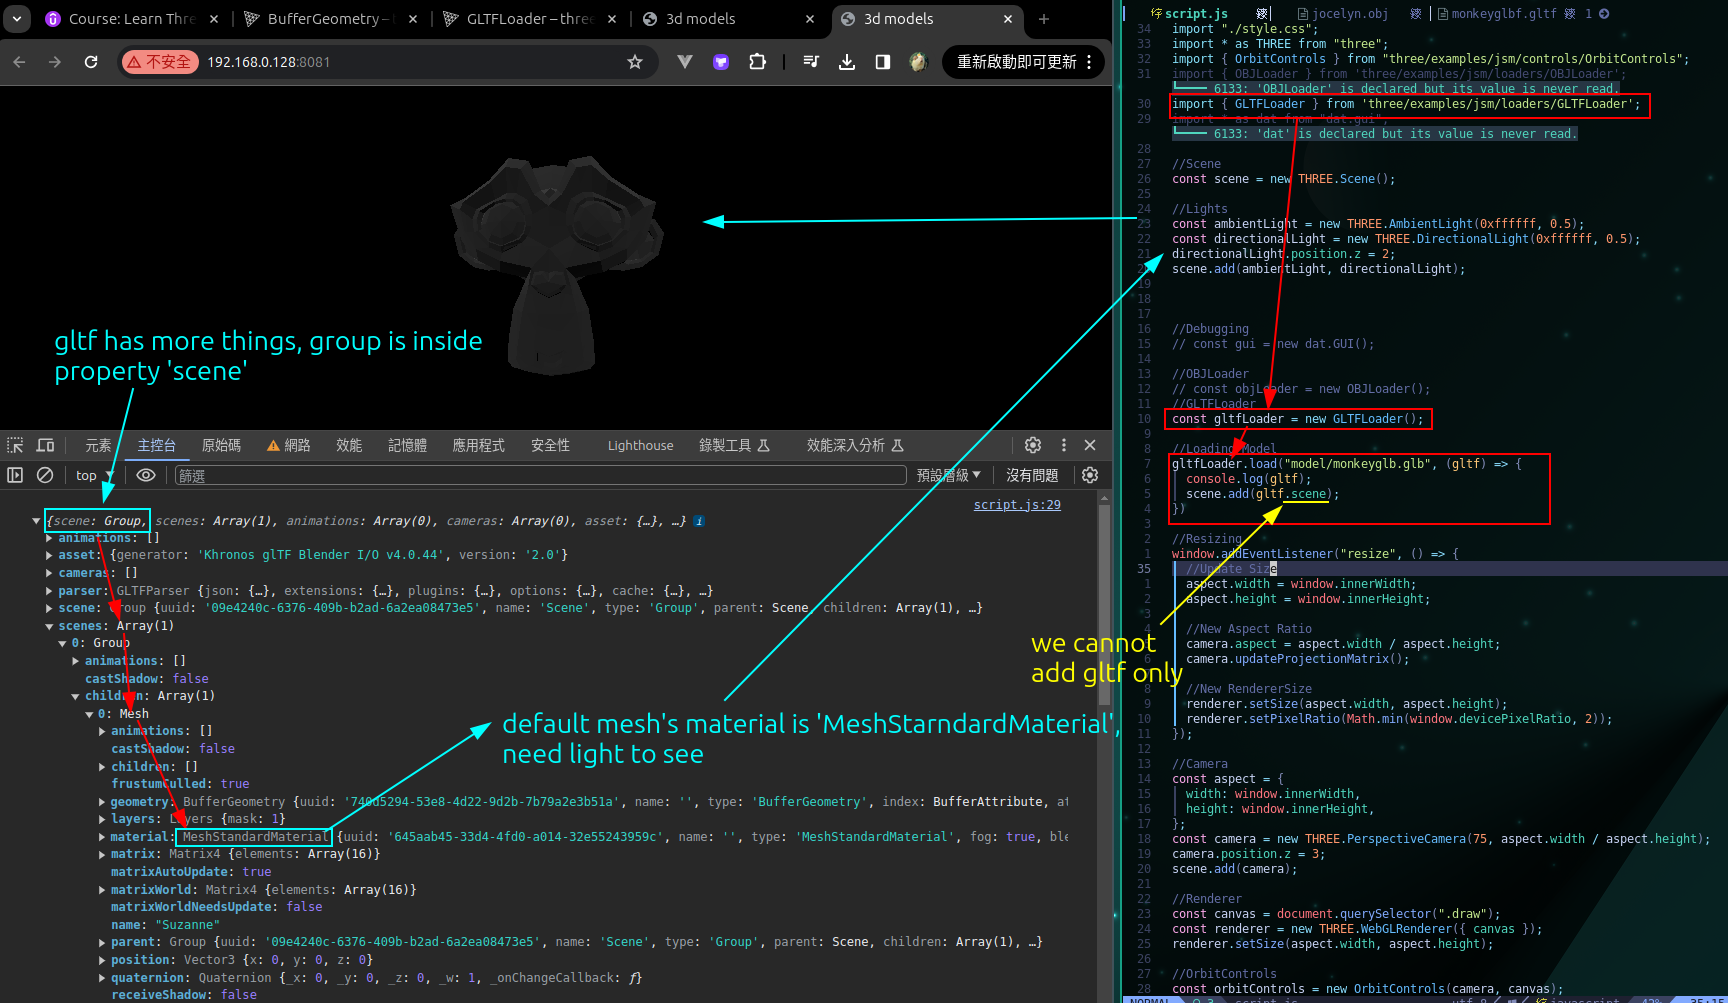 Course: Learn Thre
BufferGeometry –
GLTFLoader – three
3d models
3d models
不安全
192.168.0.128:8081
重新啟動即可更新
gltf has more things, group is inside
property 'scene'
元素
主控台
原始碼
網路
效能
記憶體
應用程式
安全性
Lighthouse
錄製工具
效能深入分析
top
篩選
預設層級
沒有問題
script.js:29
{scene: Group, scenes: Array(1), animations: Array(0), cameras: Array(0), asset: {…}, …}
animations: []
asset: {generator: 'Khronos glTF Blender I/O v4.0.44', version: '2.0'}
cameras: []
parser: GLTFParser {json: {…}, extensions: {…}, plugins: {…}, options: {…}, cache: {…}, …}
scene: Group {uuid: '09e4240c-6376-409b-b2ad-6a2ea08473e5', name: 'Scene', type: 'Group', parent: Scene, children: Array(1), …}
scenes: Array(1)
0: Group
animations: []
castShadow: false
children: Array(1)
0: Mesh
animations: []
castShadow: false
children: []
frustumCulled: true
geometry: BufferGeometry {uuid: '740d5294-53e8-4d22-9d2b-7b79a2e3b51a', name: '', type: 'BufferGeometry', index: BufferAttribute, at
layers: Layers {mask: 1}
material: MeshStandardMaterial {uuid: '645aab45-33d4-4fd0-a014-32e55243959c', name: '', type: 'MeshStandardMaterial', fog: true, ble
matrix: Matrix4 {elements: Array(16)}
matrixAutoUpdate: true
matrixWorld: Matrix4 {elements: Array(16)}
matrixWorldNeedsUpdate: false
name: "Suzanne"
parent: Group {uuid: '09e4240c-6376-409b-b2ad-6a2ea08473e5', name: 'Scene', type: 'Group', parent: Scene, children: Array(1), …}
position: Vector3 {x: 0, y: 0, z: 0}
quaternion: Quaternion {_x: 0, _y: 0, _z: 0, _w: 1, _onChangeCallback: ƒ}
receiveShadow: false
default mesh's material is 'MeshStarndardMaterial',
need light to see
we cannot
add gltf only
script.js
jocelyn.obj
monkeyglbf.gltf 1
34 import "./style.css";
33 import * as THREE from "three";
32 import { OrbitControls } from "three/examples/jsm/controls/OrbitControls";
31 import { OBJLoader } from 'three/examples/jsm/loaders/OBJLoader';
6133: 'OBJLoader' is declared but its value is never read.
30 import { GLTFLoader } from 'three/examples/jsm/loaders/GLTFLoader';
29 import * as dat from "dat.gui";
6133: 'dat' is declared but its value is never read.
28
27 //Scene
26 const scene = new THREE.Scene();
25
24 //Lights
23 const ambientLight = new THREE.AmbientLight(0xffffff, 0.5);
22 const directionalLight = new THREE.DirectionalLight(0xffffff, 0.5);
21 directionalLight.position.z = 2;
20 scene.add(ambientLight, directionalLight);
19
18
17
16 //Debugging
15 // const gui = new dat.GUI();
14
13 //OBJLoader
12 // const objLoader = new OBJLoader();
11 //GLTFLoader
10 const gltfLoader = new GLTFLoader();
9
8 //Loading Model
7 gltfLoader.load("model/monkeyglb.glb", (gltf) => {
6 console.log(gltf);
5 scene.add(gltf.scene);
4 })
3
2 //Resizing
1 window.addEventListener("resize", () => {
35 //Update Size
1 aspect.width = window.innerWidth;
2 aspect.height = window.innerHeight;
3
4 //New Aspect Ratio
camera.aspect = aspect.width / aspect.height;
6 camera.updateProjectionMatrix();
8 //New RendererSize
9 renderer.setSize(aspect.width, aspect.height);
10 renderer.setPixelRatio(Math.min(window.devicePixelRatio, 2));
11 });
12
13 //Camera
14 const aspect = {
15 width: window.innerWidth,
16 height: window.innerHeight,
17 };
18 const camera = new THREE.PerspectiveCamera(75, aspect.width / aspect.height);
19 camera.position.z = 3;
20 scene.add(camera);
21
22 //Renderer
23 const canvas = document.querySelector(".draw");
24 const renderer = new THREE.WebGLRenderer({ canvas });
25 renderer.setSize(aspect.width, aspect.height);
26
27 //OrbitControls
28 const orbitControls = new OrbitControls(camera, canvas);
NORMAL